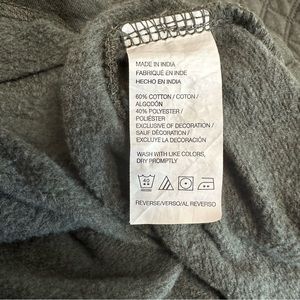 MADE IN INDIA
FABRIQUÉ EN INDE
HECHO EN INDIA
60% COTTON / COTON /
ALGODÓN
40% POLYESTER /
POLIÉSTER
EXCLUSIVE OF DECORATION /
SAUF DÉCORATION /
EXCLUYE LA DECORACIÓN
WASH WITH LIKE COLORS,
DRY PROMPTLY
40
REVERSE/VERSO/AL REVERSO